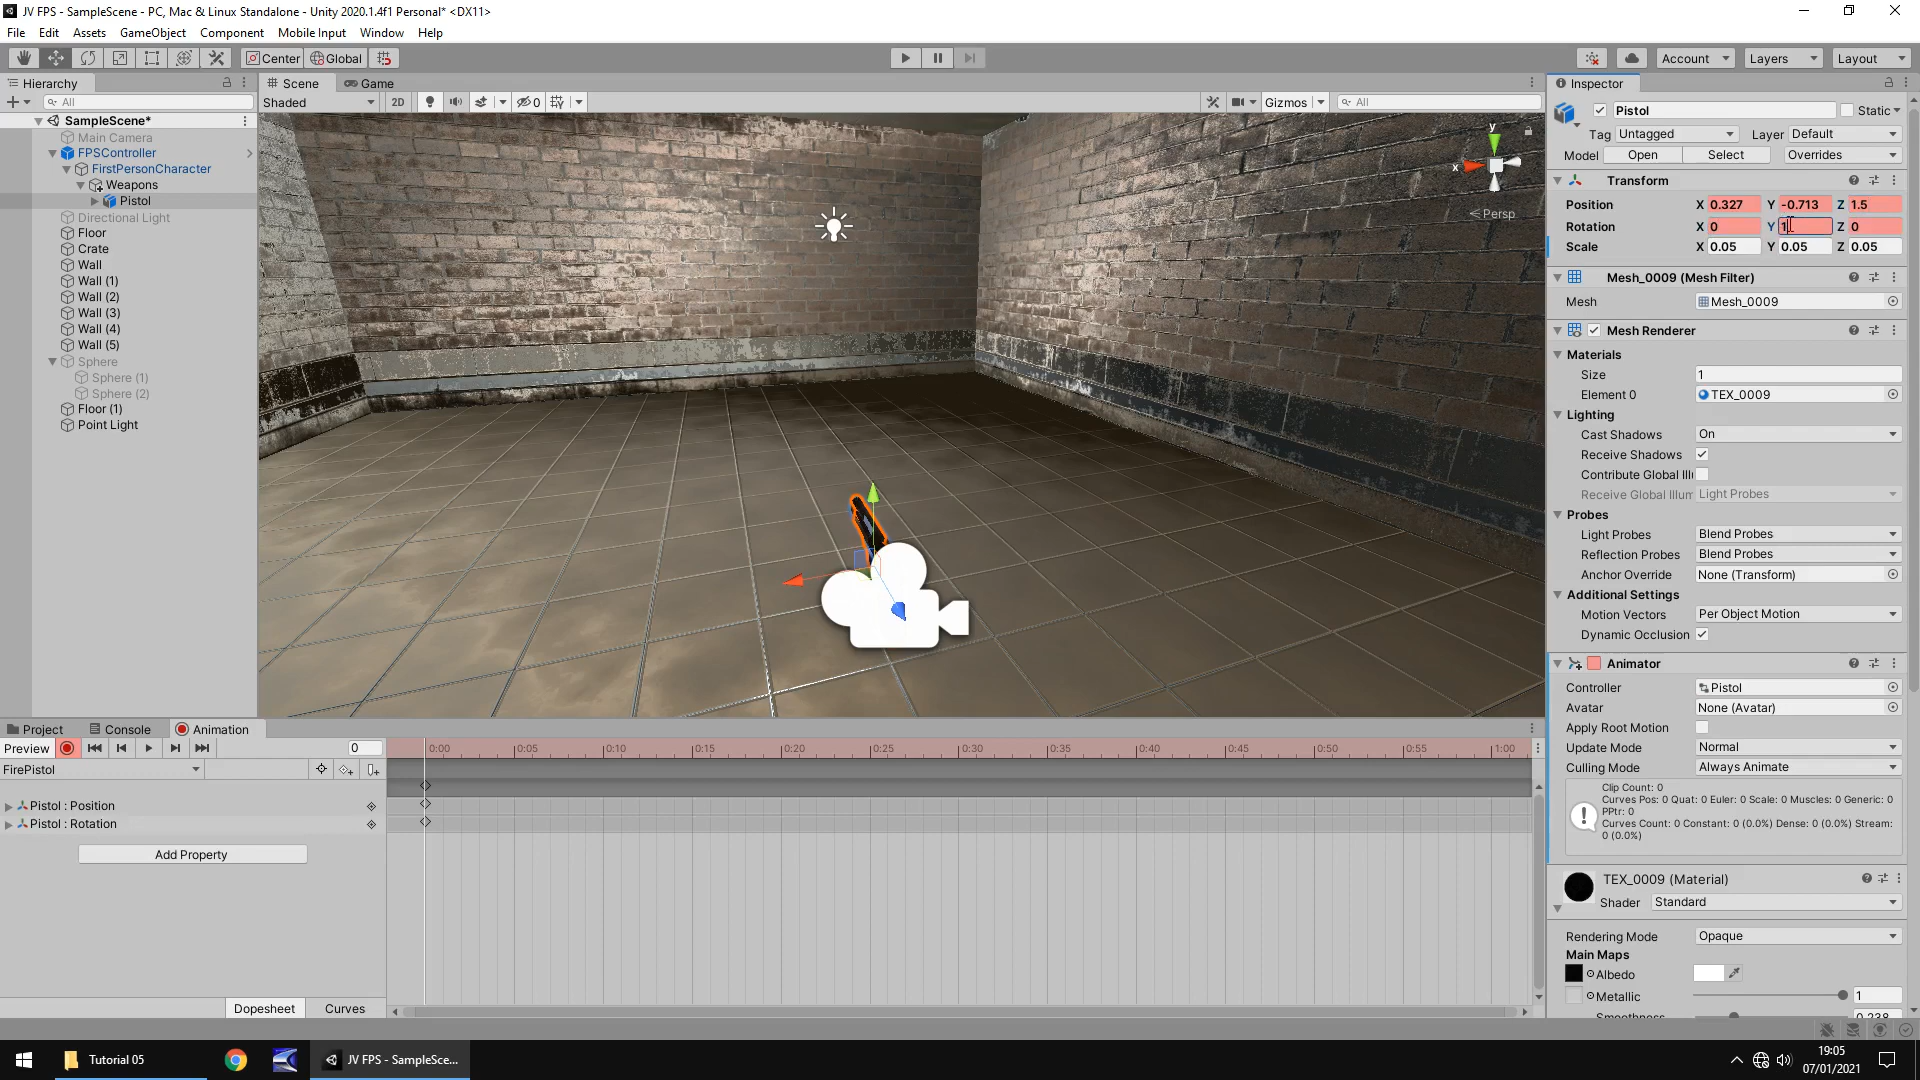 JV FPS - SampleScene - PC, Mac & Linux Standalone - Unity 2020.1.4f1 Personal* <DX11>
File Edit Assets GameObject Component Mobile Input Window Help
Center Global Account Layers Layout
Hierarchy
All
SampleScene*
Main Camera
FPSController
FirstPersonCharacter
Weapons
Pistol
Directional Light
Floor
Crate
Wall
Wall (1)
Wall (2)
Wall (3)
Wall (4)
Wall (5)
Sphere
Sphere (1)
Sphere (2)
Floor (1)
Point Light
Scene Game
Shaded 2D 0 Gizmos All
y
x
Persp
Inspector
Pistol Static
Tag Untagged Layer Default
Model Open Select Overrides
Transform
Position X 0.327 Y -0.713 Z 1.5
Rotation X 0 Y 1 Z 0
Scale X 0.05 Y 0.05 Z 0.05
Mesh_0009 (Mesh Filter)
Mesh Mesh_0009
Mesh Renderer
Materials
Size 1
Element 0 TEX_0009
Lighting
Cast Shadows On
Receive Shadows
Contribute Global Illu
Receive Global Illum Light Probes
Probes
Light Probes Blend Probes
Reflection Probes Blend Probes
Anchor Override None (Transform)
Additional Settings
Motion Vectors Per Object Motion
Dynamic Occlusion
Animator
Controller Pistol
Avatar None (Avatar)
Apply Root Motion
Update Mode Normal
Culling Mode Always Animate
Clip Count: 0
Curves Pos: 0 Quat: 0 Euler: 0 Scale: 0 Muscles: 0 Generic: 0
PPtr: 0
Curves Count: 0 Constant: 0 (0.0%) Dense: 0 (0.0%) Stream:
0 (0.0%)
TEX_0009 (Material)
Shader Standard
Rendering Mode Opaque
Main Maps
Albedo
Metallic 1
Smoothness 0.238
Project Console Animation
Preview 0
0:00 0:05 0:10 0:15 0:20 0:25 0:30 0:35 0:40 0:45 0:50 0:55 1:00
FirePistol
Pistol : Position
Pistol : Rotation
Add Property
Dopesheet Curves
Tutorial 05
JV FPS - SampleSce...
19:05
07/01/2021